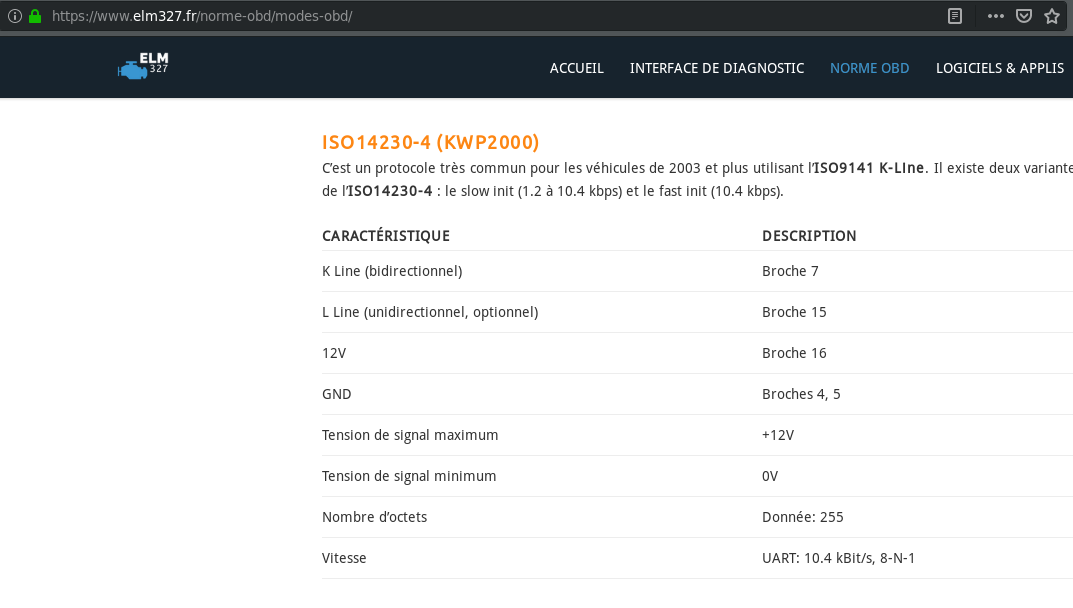 https://www.elm327.fr/norme-obd/modes-obd/
ELM
327
ACCUEIL INTERFACE DE DIAGNOSTIC NORME OBD LOGICIELS & APPLIS
ISO14230-4 (KWP2000)
C’est un protocole très commun pour les véhicules de 2003 et plus utilisant l’ISO9141 K-Line. Il existe deux variante
de l’ISO14230-4 : le slow init (1.2 à 10.4 kbps) et le fast init (10.4 kbps).
CARACTÉRISTIQUE DESCRIPTION
K Line (bidirectionnel) Broche 7
L Line (unidirectionnel, optionnel) Broche 15
12V Broche 16
GND Broches 4, 5
Tension de signal maximum +12V
Tension de signal minimum 0V
Nombre d’octets Donnée: 255
Vitesse UART: 10.4 kBit/s, 8-N-1